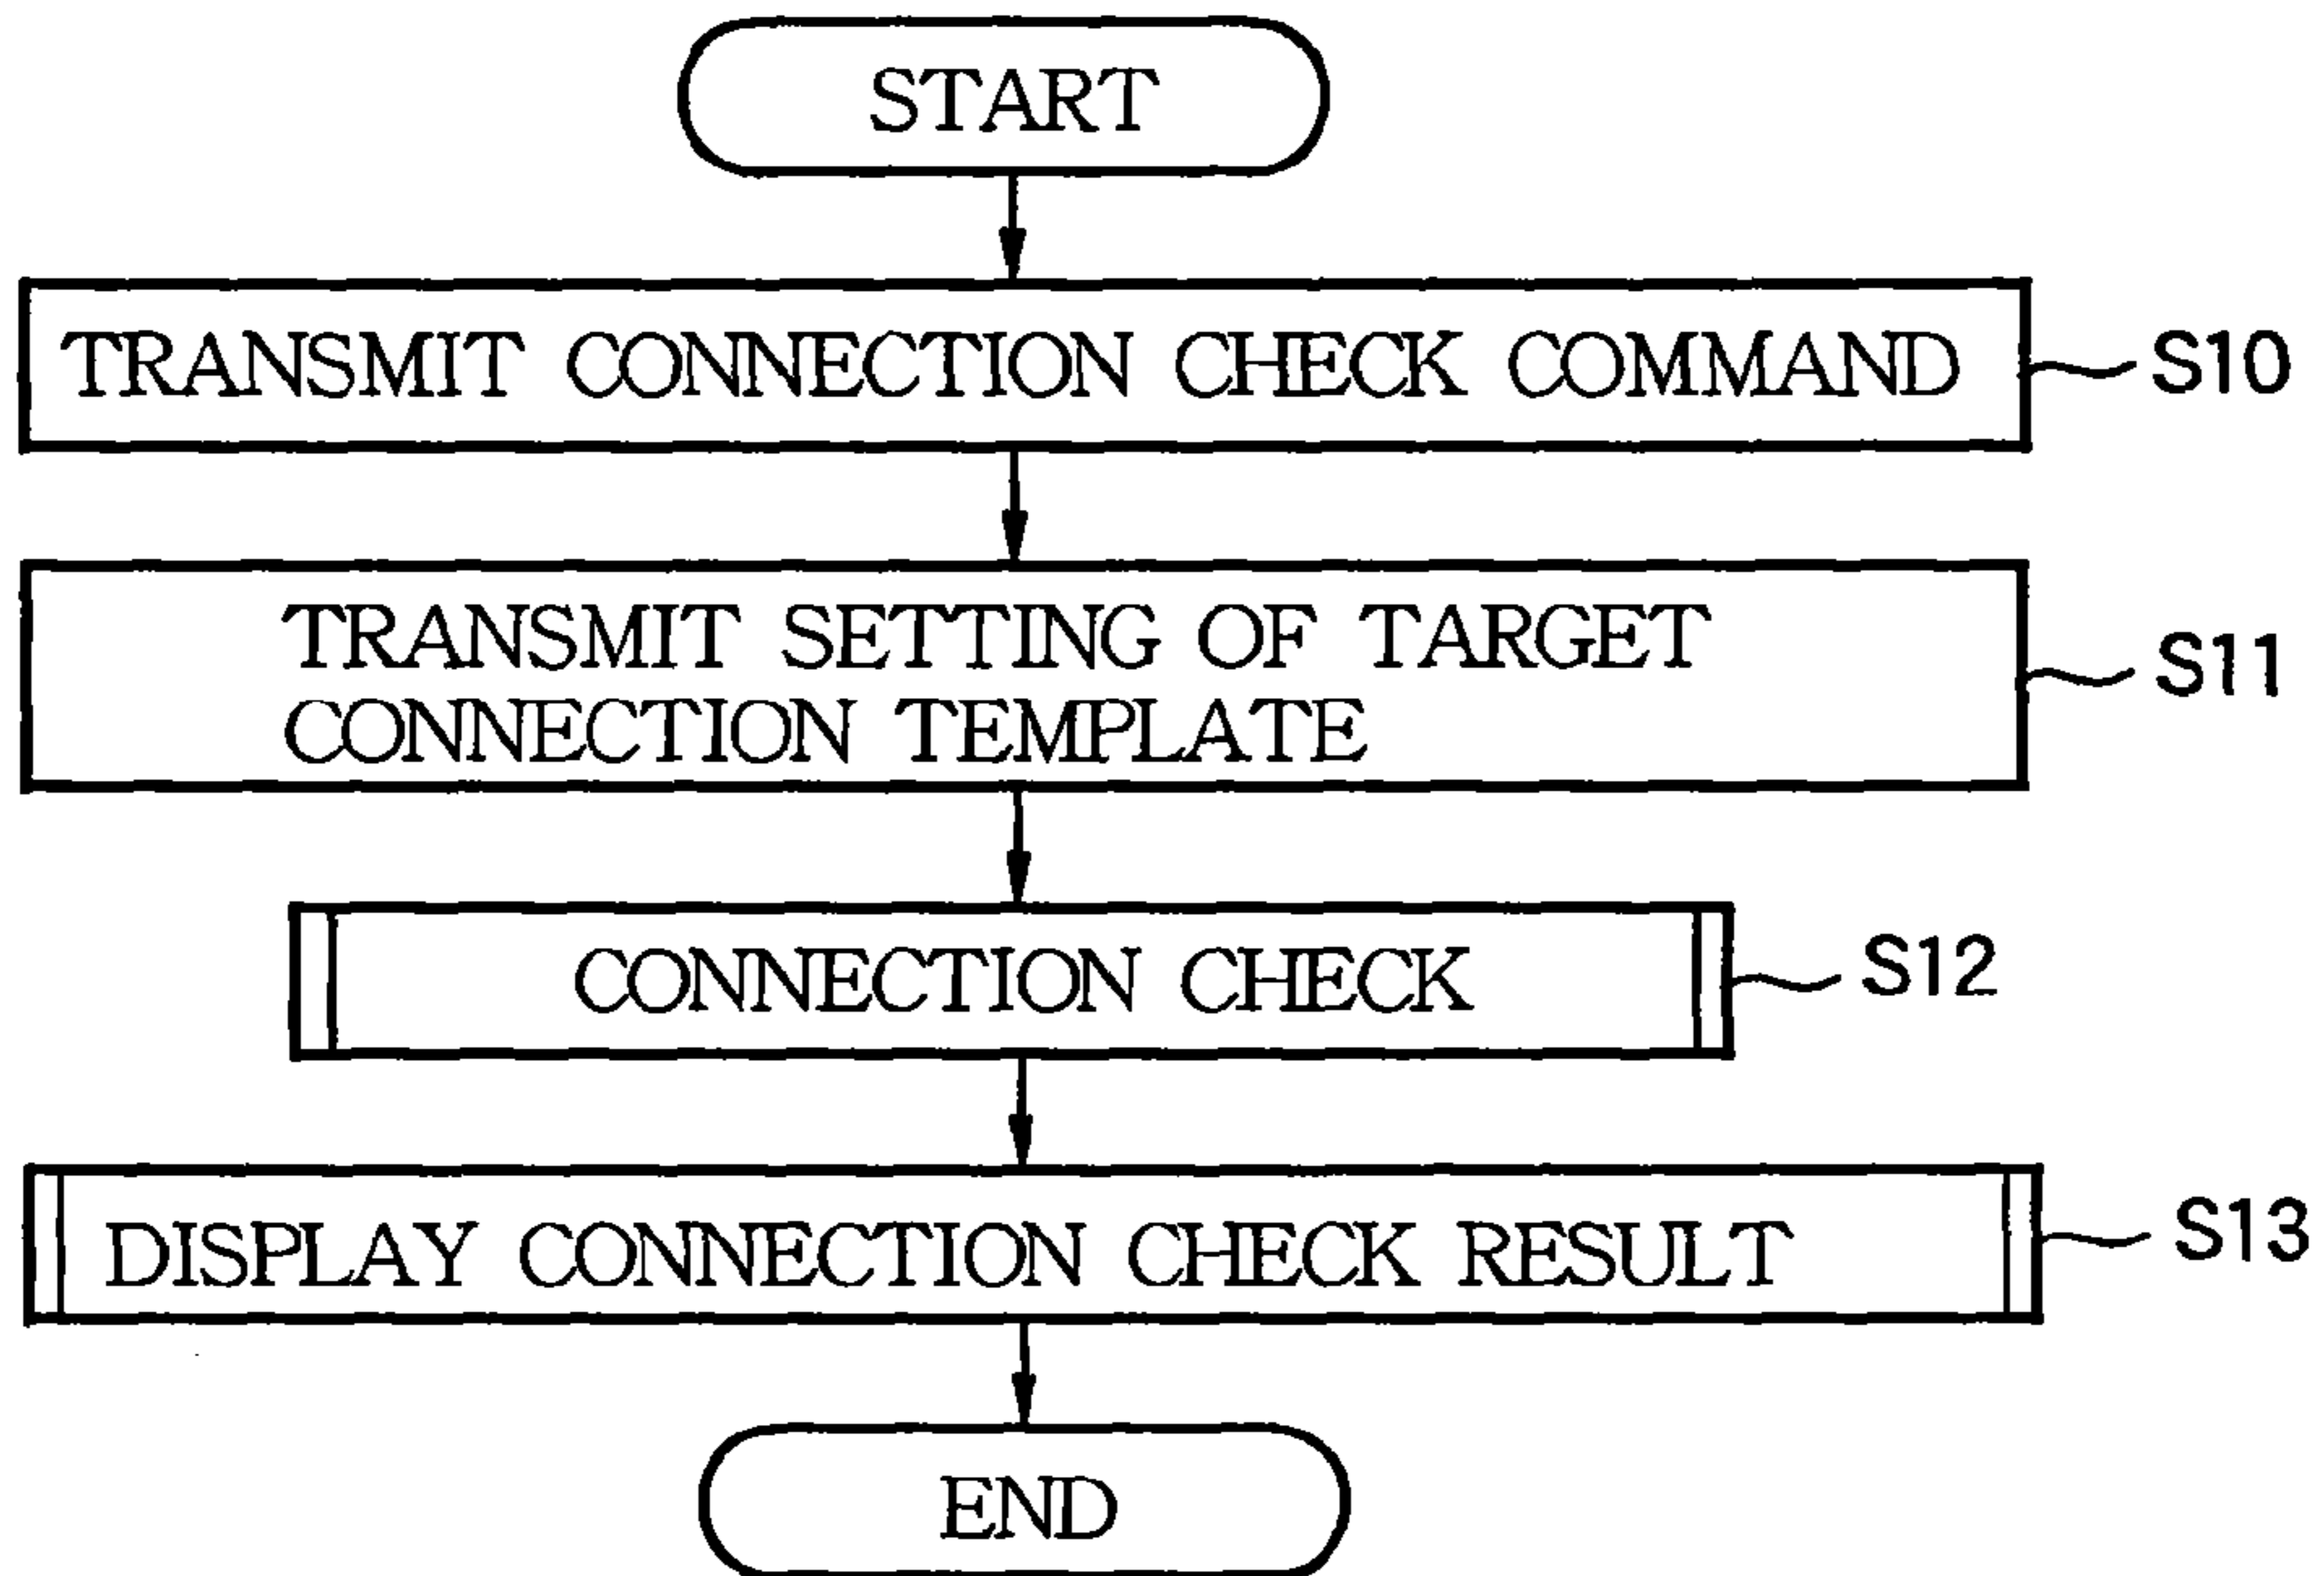 START
TRANSMIT CONNECTION CHECK COMMAND
S10
TRANSMIT SETTING OF TARGET
CONNECTION TEMPLATE
S11
CONNECTION CHECK
S12
DISPLAY CONNECTION CHECK RESULT
S13
END